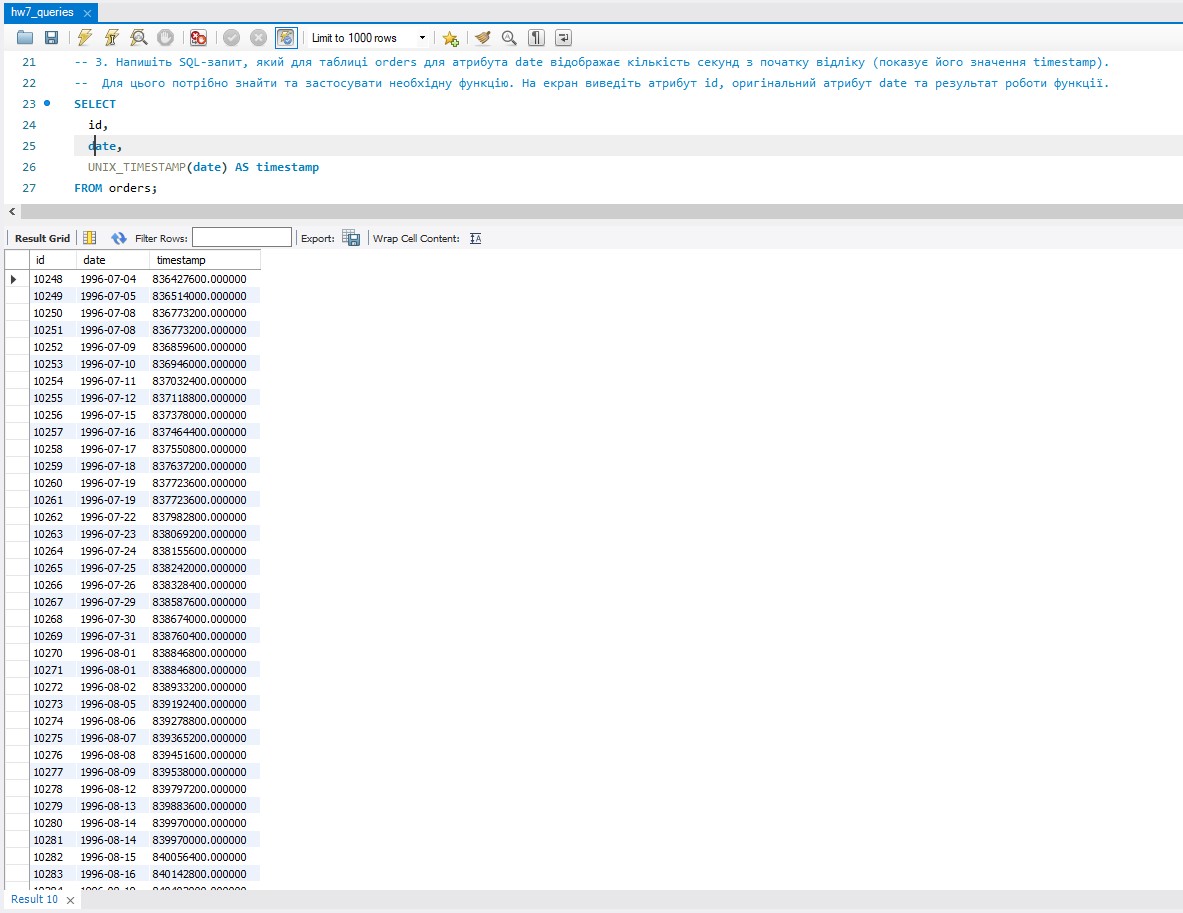 hw7_queries
Limit to 1000 rows
21 -- 3. Напишіть SQL-запит, який для таблиці orders для атрибута date відображає кількість секунд з початку відліку (показує його значення timestamp).
22 --  Для цього потрібно знайти та застосувати необхідну функцію. На екран виведіть атрибут id, оригінальний атрибут date та результат роботи функції.
23 SELECT
24 id,
25 date,
26 UNIX_TIMESTAMP(date) AS timestamp
27 FROM orders;
Result Grid Filter Rows: Export: Wrap Cell Content:
id date timestamp
10248 1996-07-04 836427600.000000
10249 1996-07-05 836514000.000000
10250 1996-07-08 836773200.000000
10251 1996-07-08 836773200.000000
10252 1996-07-09 836859600.000000
10253 1996-07-10 836946000.000000
10254 1996-07-11 837032400.000000
10255 1996-07-12 837118800.000000
10256 1996-07-15 837378000.000000
10257 1996-07-16 837464400.000000
10258 1996-07-17 837550800.000000
10259 1996-07-18 837637200.000000
10260 1996-07-19 837723600.000000
10261 1996-07-19 837723600.000000
10262 1996-07-22 837982800.000000
10263 1996-07-23 838069200.000000
10264 1996-07-24 838155600.000000
10265 1996-07-25 838242000.000000
10266 1996-07-26 838328400.000000
10267 1996-07-29 838587600.000000
10268 1996-07-30 838674000.000000
10269 1996-07-31 838760400.000000
10270 1996-08-01 838846800.000000
10271 1996-08-01 838846800.000000
10272 1996-08-02 838933200.000000
10273 1996-08-05 839192400.000000
10274 1996-08-06 839278800.000000
10275 1996-08-07 839365200.000000
10276 1996-08-08 839451600.000000
10277 1996-08-09 839538000.000000
10278 1996-08-12 839797200.000000
10279 1996-08-13 839883600.000000
10280 1996-08-14 839970000.000000
10281 1996-08-14 839970000.000000
10282 1996-08-15 840056400.000000
10283 1996-08-16 840142800.000000
Result 10